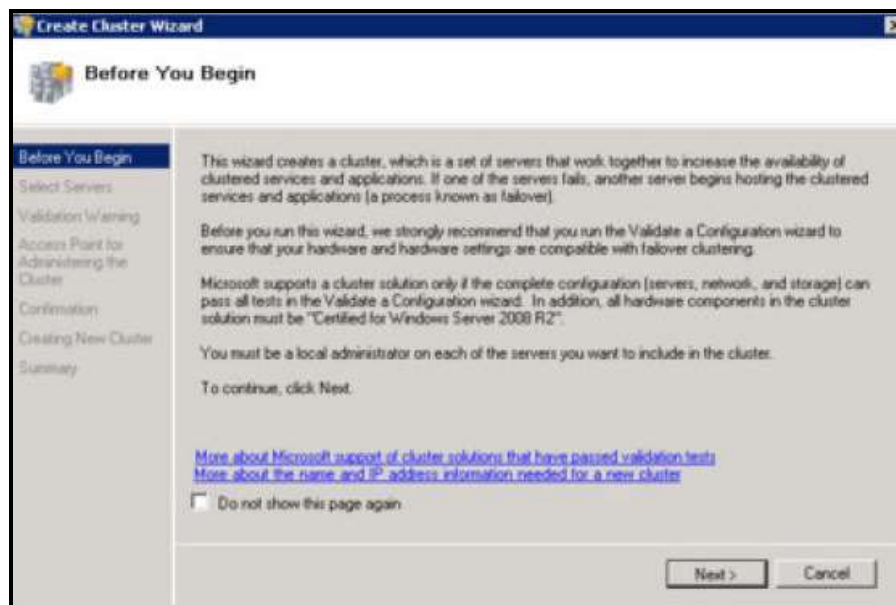 Create Cluster Wizard
Before You Begin
Before You Begin
Select Servers
Validation Warning
Access Point for
Administering the
Cluster
Confirmation
Creating New Cluster
Summary
This wizard creates a cluster, which is a set of servers that work together to increase the availability of
clustered services and applications. If one of the servers fails, another server begins hosting the clustered
services and applications (a process known as failover).
Before you run this wizard, we strongly recommend that you run the Validate a Configuration wizard to
ensure that your hardware and hardware settings are compatible with failover clustering.
Microsoft supports a cluster solution only if the complete configuration (servers, network, and storage) can
pass all tests in the Validate a Configuration wizard. In addition, all hardware components in the cluster
solution must be "Certified for Windows Server 2008 R2".
You must be a local administrator on each of the servers you want to include in the cluster.
To continue, click Next.
More about Microsoft support of cluster solutions that have passed validation tests
More about the name and IP address information needed for a new cluster
Do not show this page again
Next >
Cancel